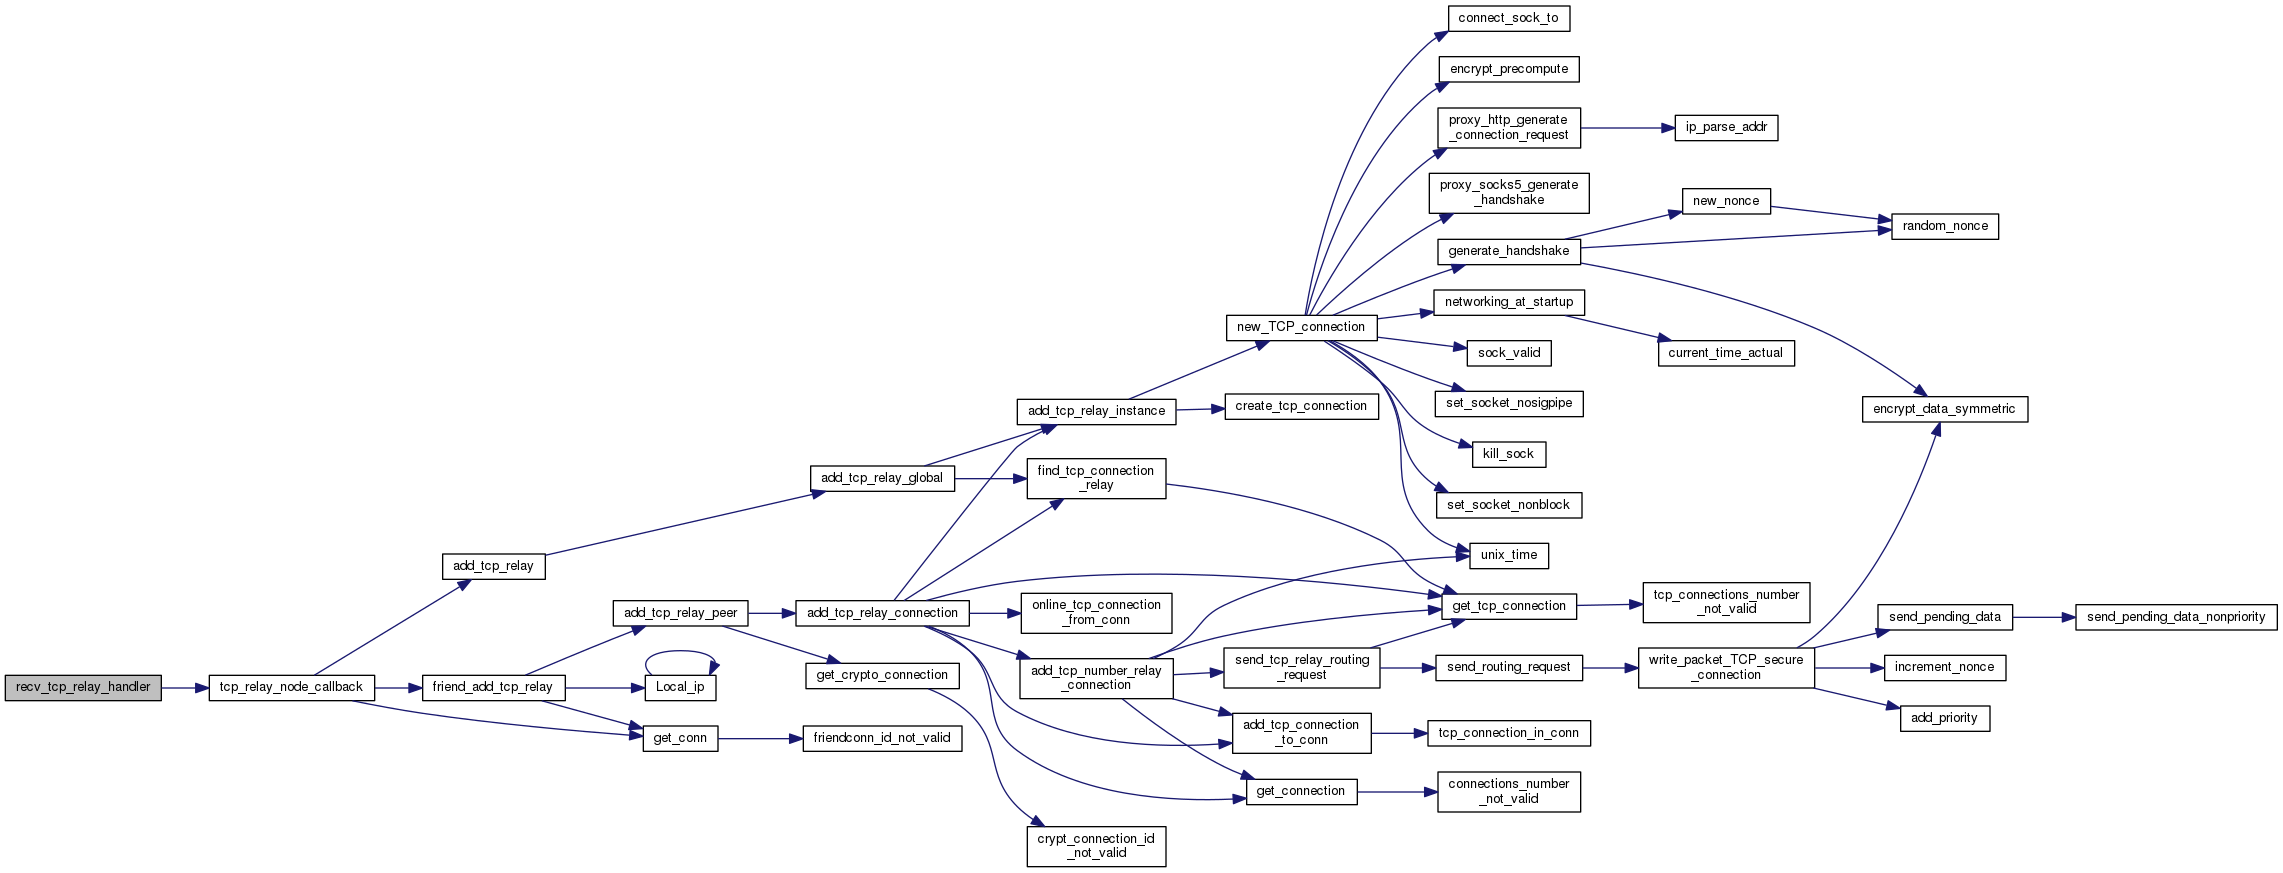 recv_tcp_relay_handler
tcp_relay_node_callback
add_tcp_relay
friend_add_tcp_relay
add_tcp_relay_peer
Local_ip
get_conn
add_tcp_relay_global
add_tcp_relay_connection
get_crypto_connection
friendconn_id_not_valid
add_tcp_relay_instance
find_tcp_connection
_relay
online_tcp_connection
_from_conn
add_tcp_number_relay
_connection
crypt_connection_id
_not_valid
new_TCP_connection
create_tcp_connection
send_tcp_relay_routing
_request
add_tcp_connection
_to_conn
get_connection
connect_sock_to
encrypt_precompute
proxy_http_generate
_connection_request
proxy_socks5_generate
_handshake
generate_handshake
networking_at_startup
sock_valid
set_socket_nosigpipe
kill_sock
set_socket_nonblock
unix_time
get_tcp_connection
send_routing_request
tcp_connection_in_conn
connections_number
_not_valid
ip_parse_addr
new_nonce
current_time_actual
tcp_connections_number
_not_valid
write_packet_TCP_secure
_connection
random_nonce
encrypt_data_symmetric
send_pending_data
increment_nonce
add_priority
send_pending_data_nonpriority